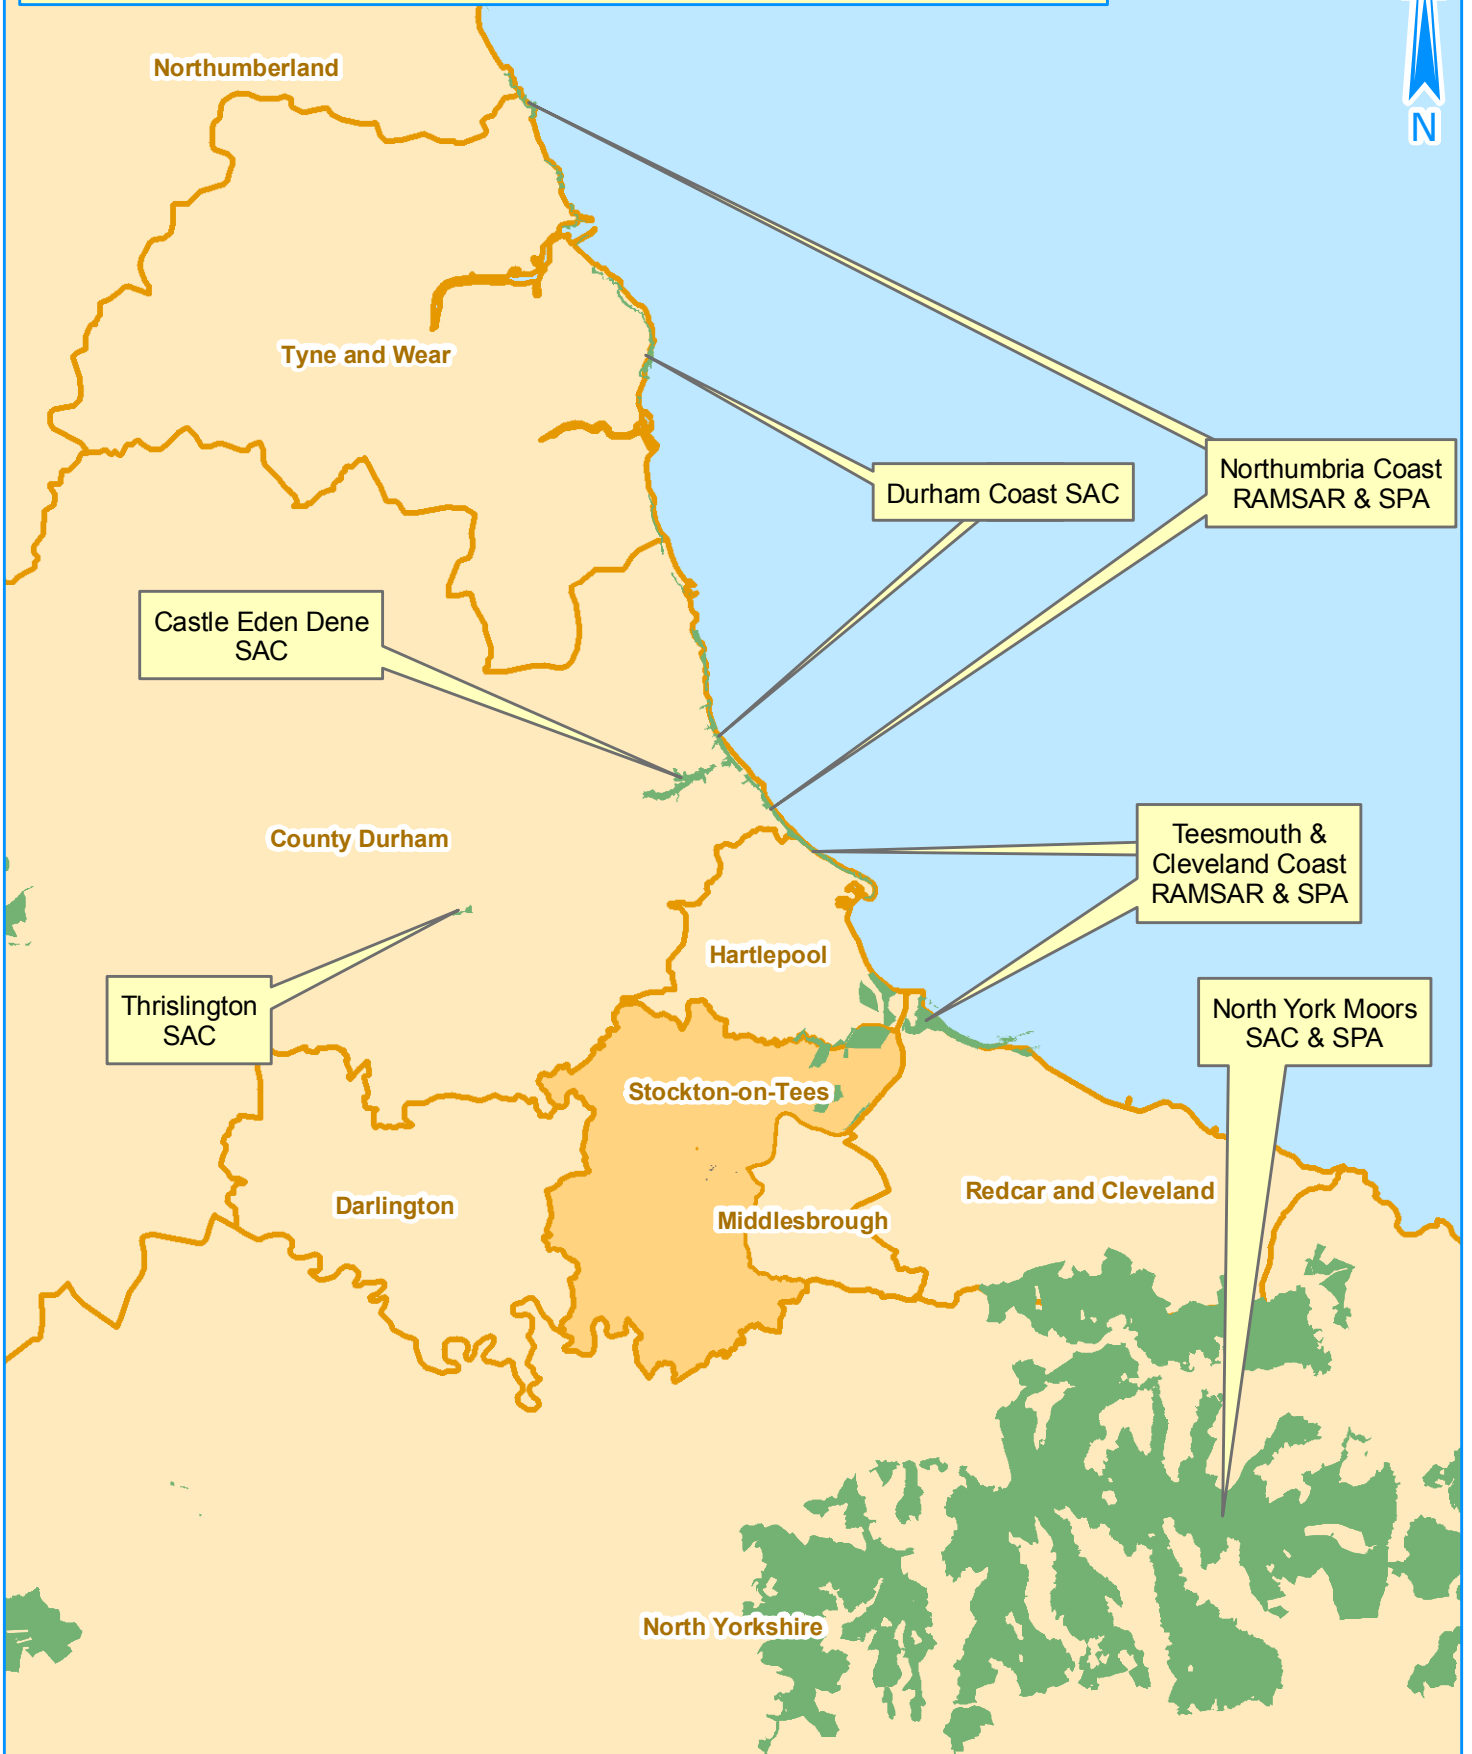 Northumberland
N
Tyne and Wear
Durham Coast SAC
Northumbria Coast
RAMSAR & SPA
Castle Eden Dene
SAC
County Durham
Teesmouth &
Cleveland Coast
RAMSAR & SPA
Hartlepool
Thrislington
SAC
North York Moors
SAC & SPA
Stockton-on-Tees
Darlington
Redcar and Cleveland
Middlesbrough
North Yorkshire